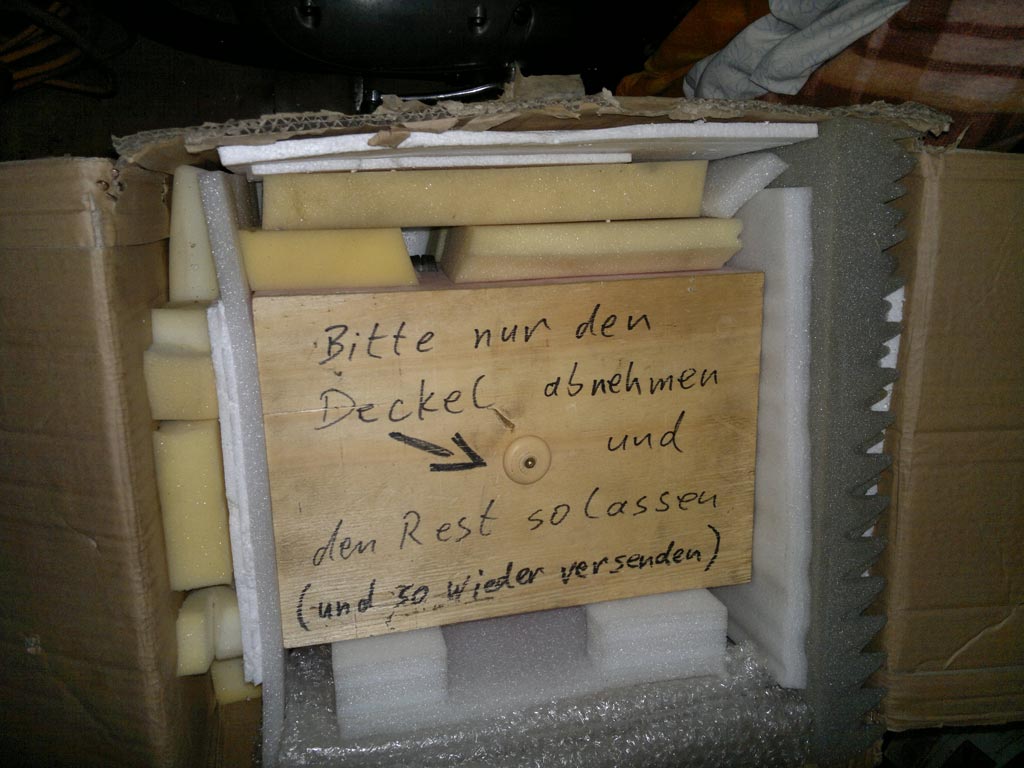 Bitte nur den
Deckel abnehmen
und
den Rest so lassen
(und so wieder versenden)